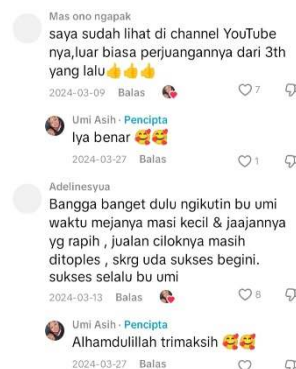 Mas ono ngapak
saya sudah lihat di channel YouTube
nya,luar biasa perjuangannya dari 3th
yang lalu👍👍👍
2024-03-09 Balas 7
Umi Asih · Pencipta
Iya benar 🥰🥰
2024-03-27 Balas 1
Adelinesyua
Bangga banget dulu ngikutin bu umi
waktu mejanya masi kecil & jaajannya
yg rapih , jualan ciloknya masih
ditoples , skrg uda sukses begini.
sukses selalu bu umi
2024-03-13 Balas 8
Umi Asih · Pencipta
Alhamdulillah trimaksih 🥰🥰
2024-03-27 Balas